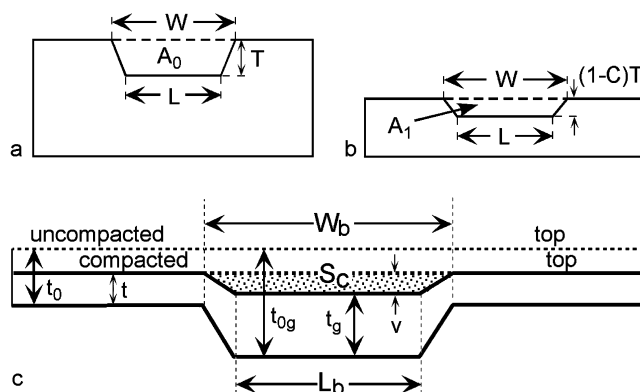 W
A0
T
L
a
W
(1-C)T
A1
L
b
Wb
uncompacted
top
compacted
top
Sc
t0
t
t0g
tg
v
Lb
c